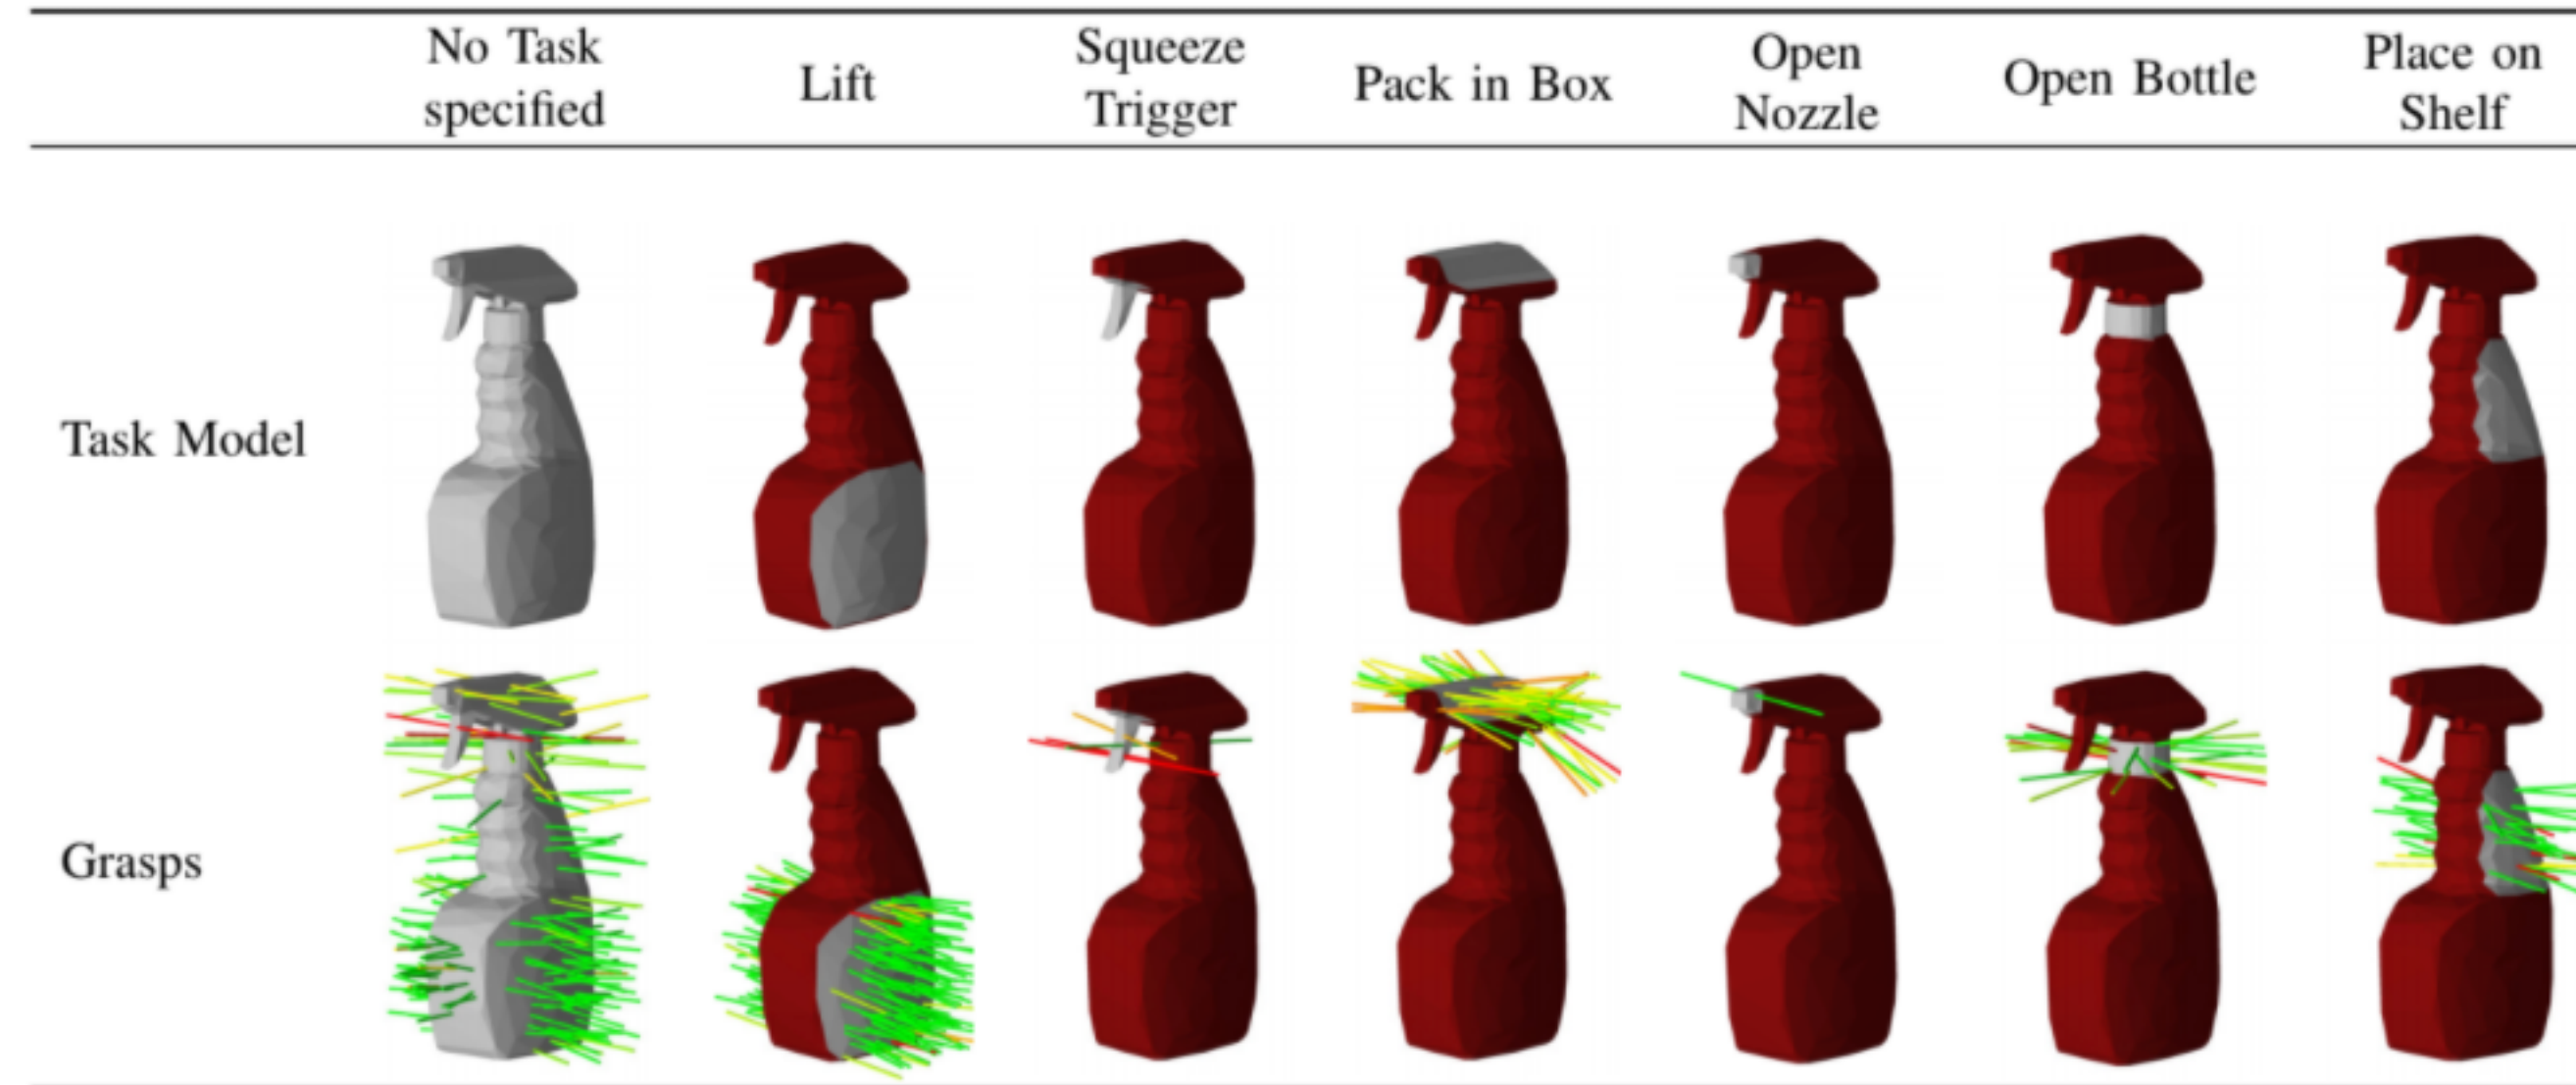 No Task
specified
Lift
Squeeze
Trigger
Pack in Box
Open
Nozzle
Open Bottle
Place on
Shelf
Task Model
Grasps